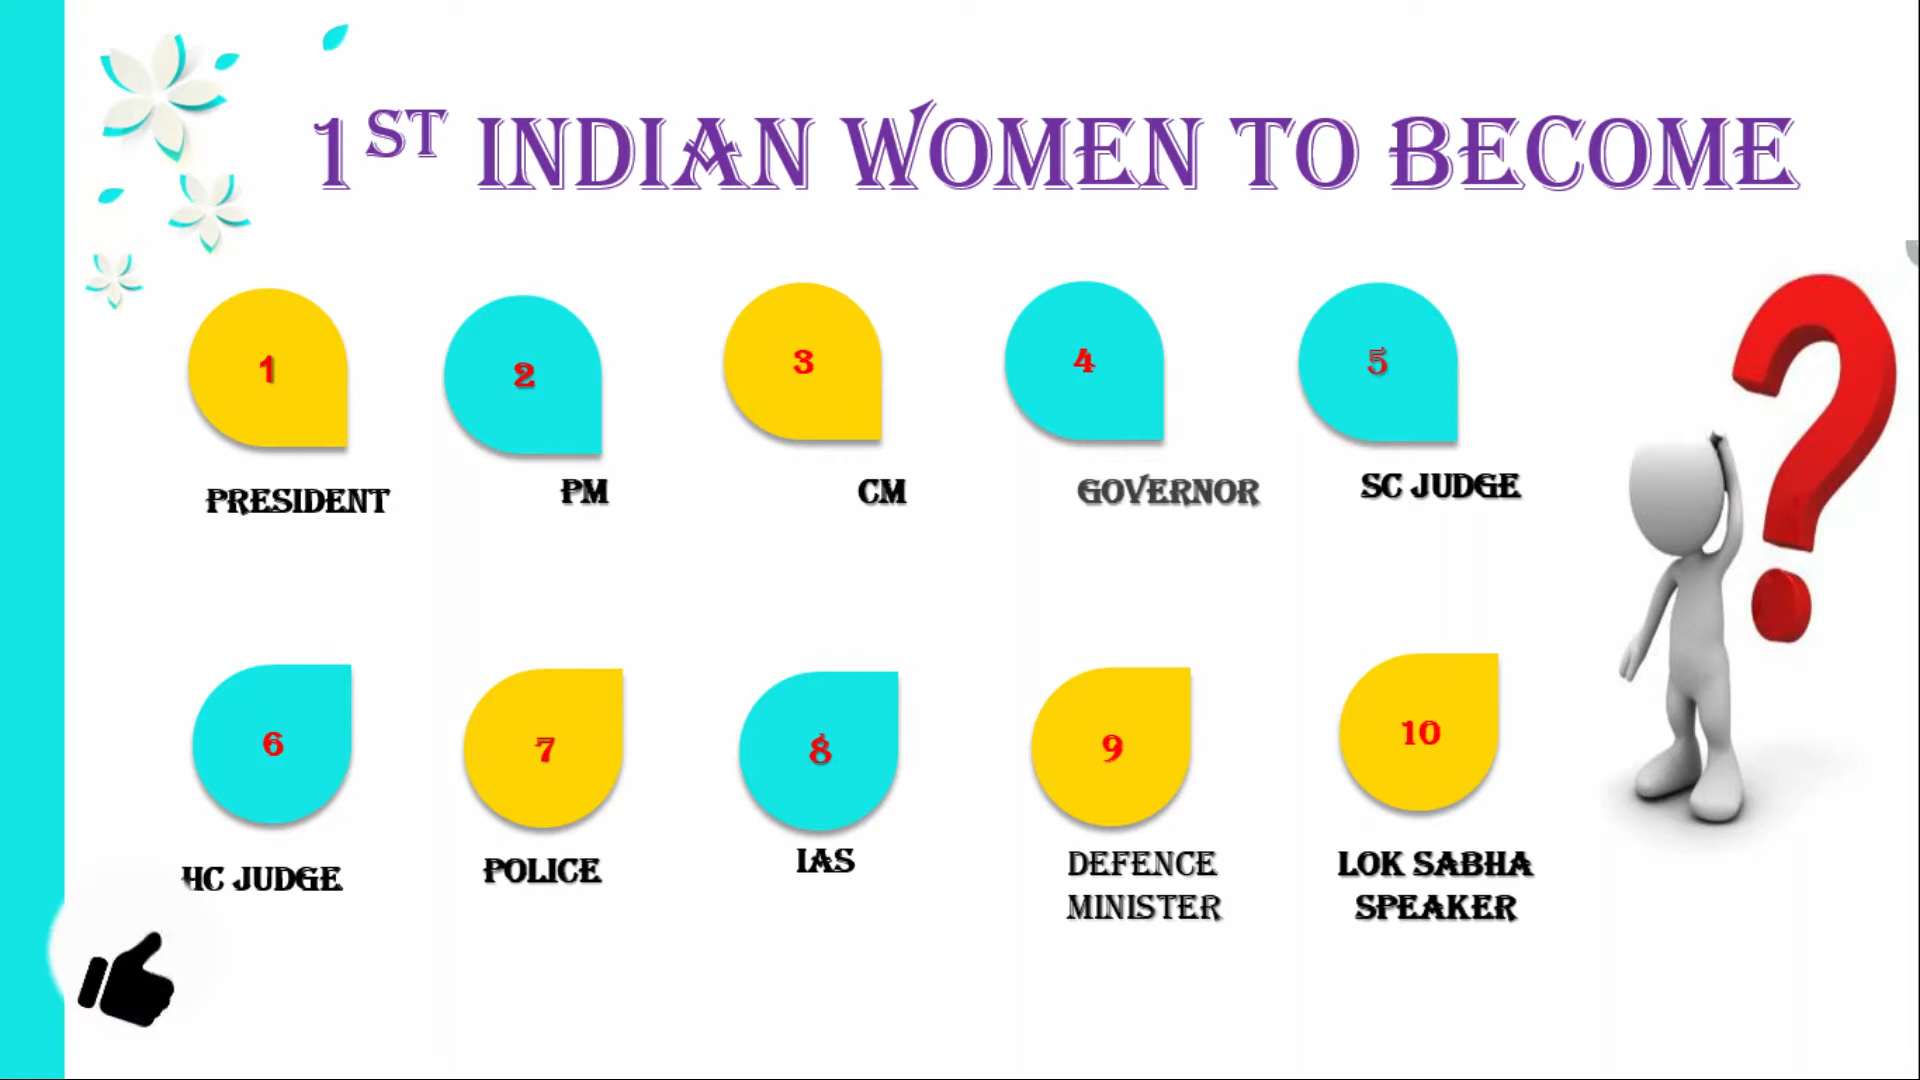 1ST INDIAN WOMEN TO BECOME
1
2
3
4
5
PRESIDENT
PM
CM
GOVERNOR
SC JUDGE
6
7
8
9
10
HC JUDGE
POLICE
IAS
DEFENCE
MINISTER
LOK SABHA
SPEAKER